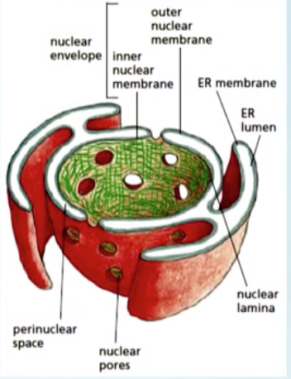 outer
nuclear
membrane
nuclear
envelope
inner
nuclear
membrane
ER membrane
ER
lumen
nuclear
lamina
perinuclear
space
nuclear
pores